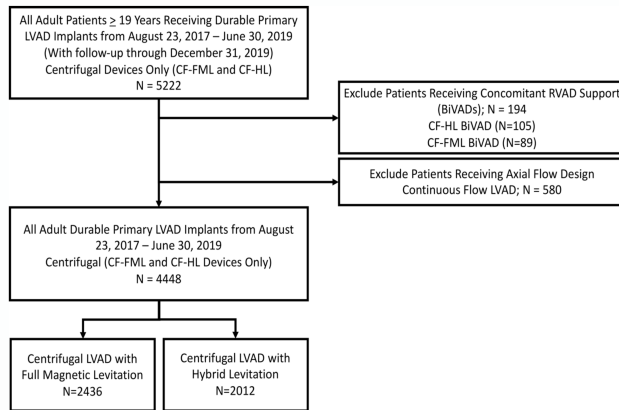 All Adult Patients ≥ 19 Years Receiving Durable Primary
LVAD Implants from August 23, 2017 – June 30, 2019
(With follow-up through December 31, 2019)
Centrifugal Devices Only (CF-FML and CF-HL)
N = 5222
Exclude Patients Receiving Concomitant RVAD Support
(BiVADs); N = 194
CF-HL BiVAD (N=105)
CF-FML BiVAD (N=89)
Exclude Patients Receiving Axial Flow Design
Continuous Flow LVAD; N = 580
All Adult Durable Primary LVAD Implants from August
23, 2017 – June 30, 2019
Centrifugal (CF-FML and CF-HL Devices Only)
N = 4448
Centrifugal LVAD with
Full Magnetic Levitation
N=2436
Centrifugal LVAD with
Hybrid Levitation
N=2012